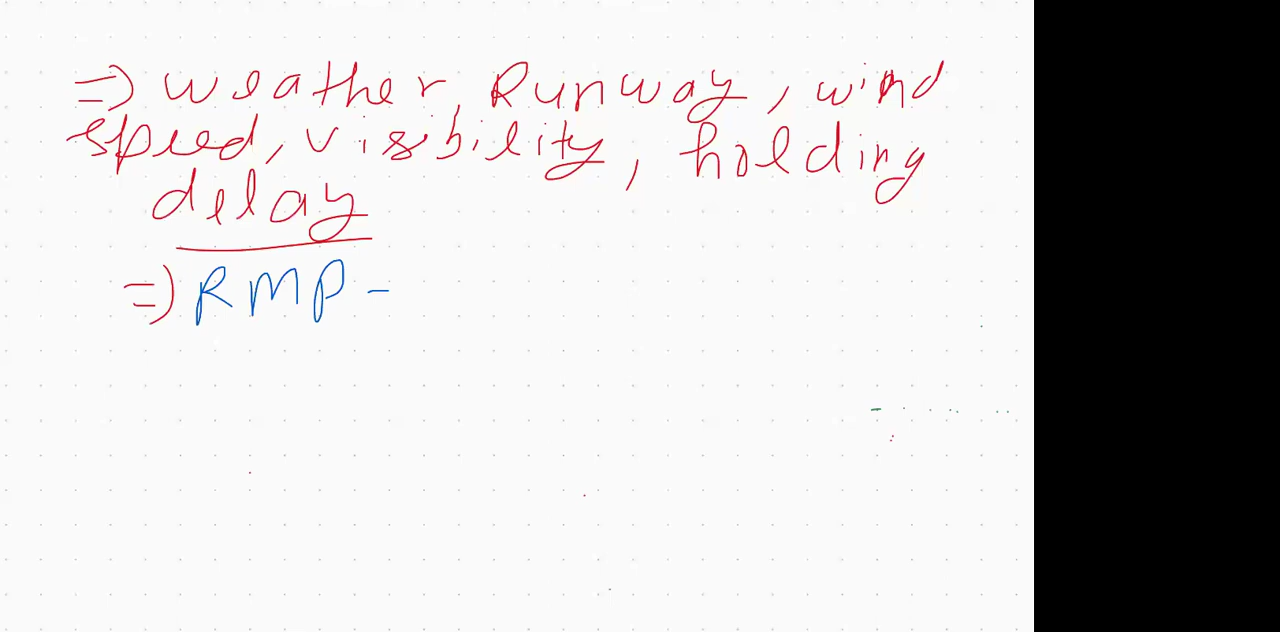 => weather, Runway, wind
speed, visibility, holding
delay
=> RMP -